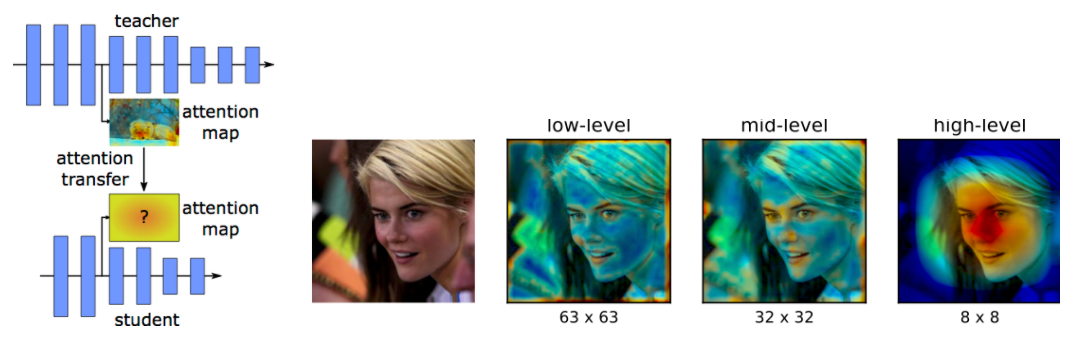 teacher
attention
map
attention
transfer
?
attention
map
student
low-level
mid-level
high-level
63 x 63
32 x 32
8 x 8